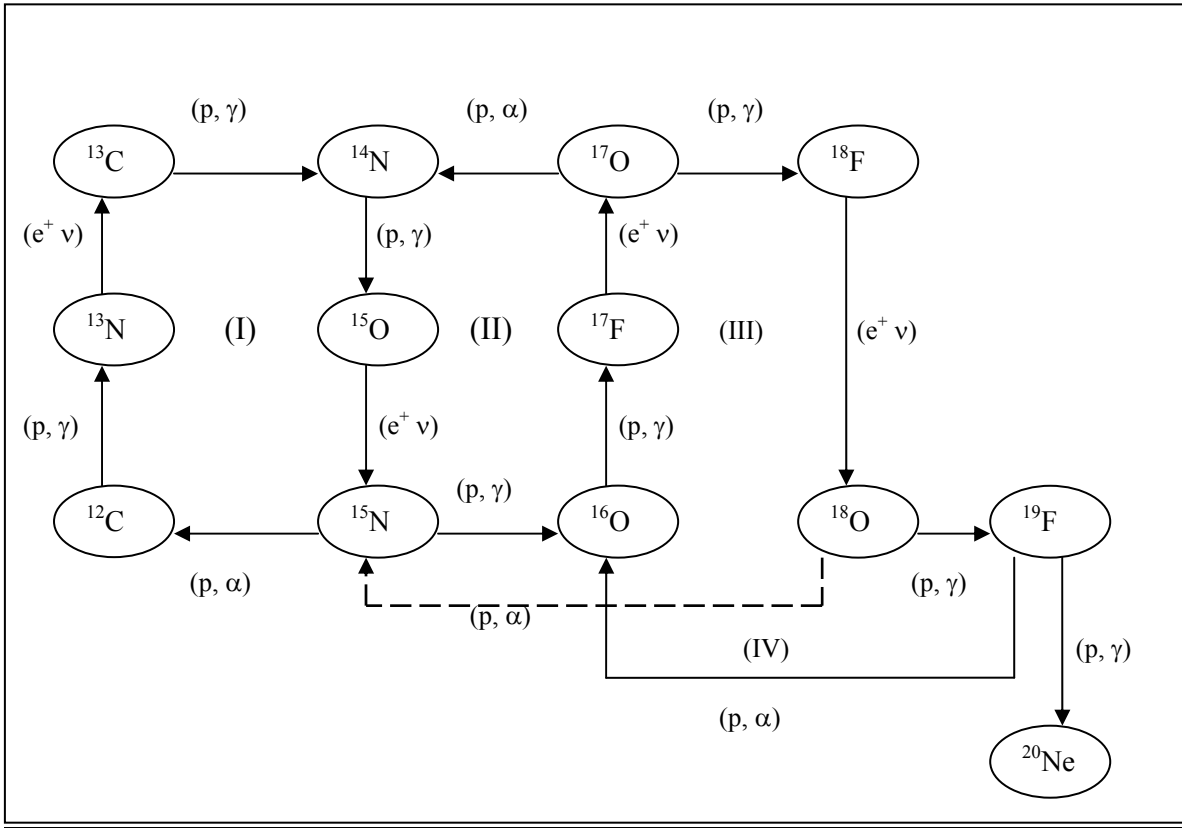 (p, γ) (p, α) (p, γ)
¹³C ¹⁴N ¹⁷O ¹⁸F
(e⁺ ν) (p, γ) (e⁺ ν)
¹³N (I) ¹⁵O (II) ¹⁷F (III) (e⁺ ν)
(p, γ) (e⁺ ν) (p, γ)
(p, γ)
¹²C ¹⁵N ¹⁶O ¹⁸O ¹⁹F
(p, α) (p, α) (p, γ)
(IV) (p, γ)
(p, α)
²⁰Ne